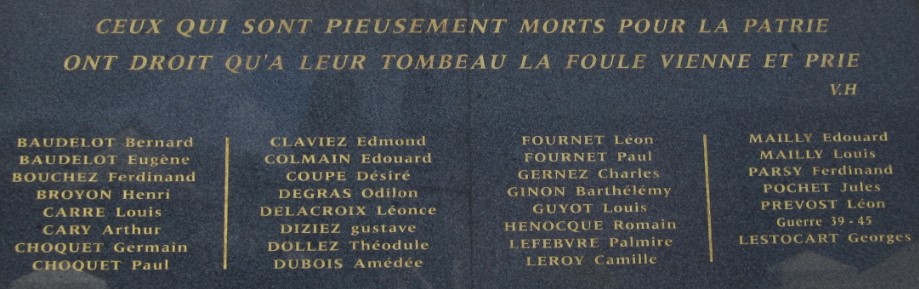 CEUX QUI SONT PIEUSEMENT MORTS POUR LA PATRIE
ONT DROIT QU'A LEUR TOMBEAU LA FOULE VIENNE ET PRIE
V.H
BAUDELOT Bernard
BAUDELOT Eugène
BOUCHEZ Ferdinand
BROYON Henri
CARRE Louis
CARY Arthur
CHOQUET Germain
CHOQUET Paul
CLAVIEZ Edmond
COLMAIN Edouard
COUPE Désiré
DEGRAS Odilon
DELACROIX Léonce
DIZIEZ gustave
DOLLEZ Théodule
DUBOIS Amédée
FOURNET Léon
FOURNET Paul
GERNEZ Charles
GINON Barthélémy
GUYOT Louis
HENOCQUE Romain
LEFEBVRE Palmire
LEROY Camille
MAILLY Edouard
MAILLY Louis
PARSY Ferdinand
POCHET Jules
PREVOST Léon
Guerre 39-45
LESTOCART Georges